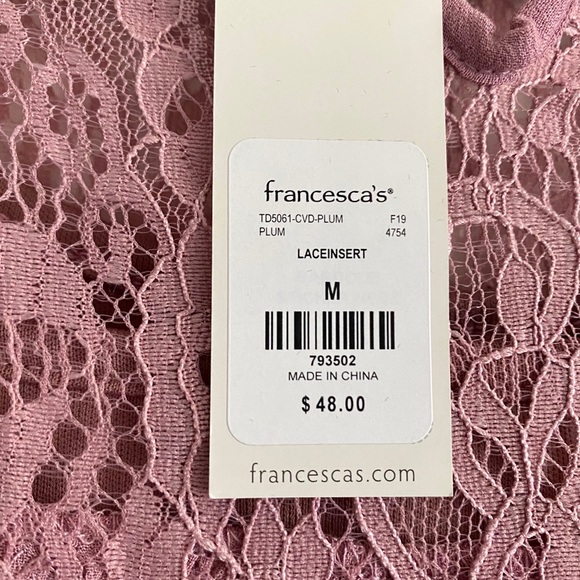 francesca's®
TD5061-CVD-PLUM F19
PLUM 4754
LACEINSERT
M
793502
MADE IN CHINA
$ 48.00
francescas.com